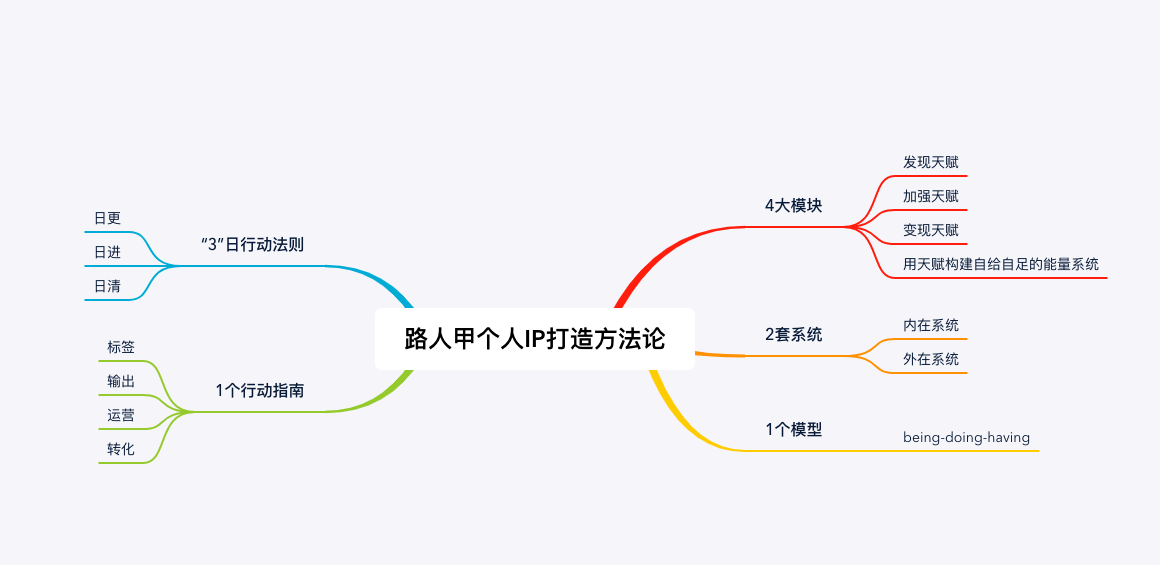 路人甲个人IP打造方法论
4大模块
发现天赋
加强天赋
变现天赋
用天赋构建自给自足的能量系统
2套系统
内在系统
外在系统
1个模型
being-doing-having
“3”日行动法则
日更
日进
日清
1个行动指南
标签
输出
运营
转化